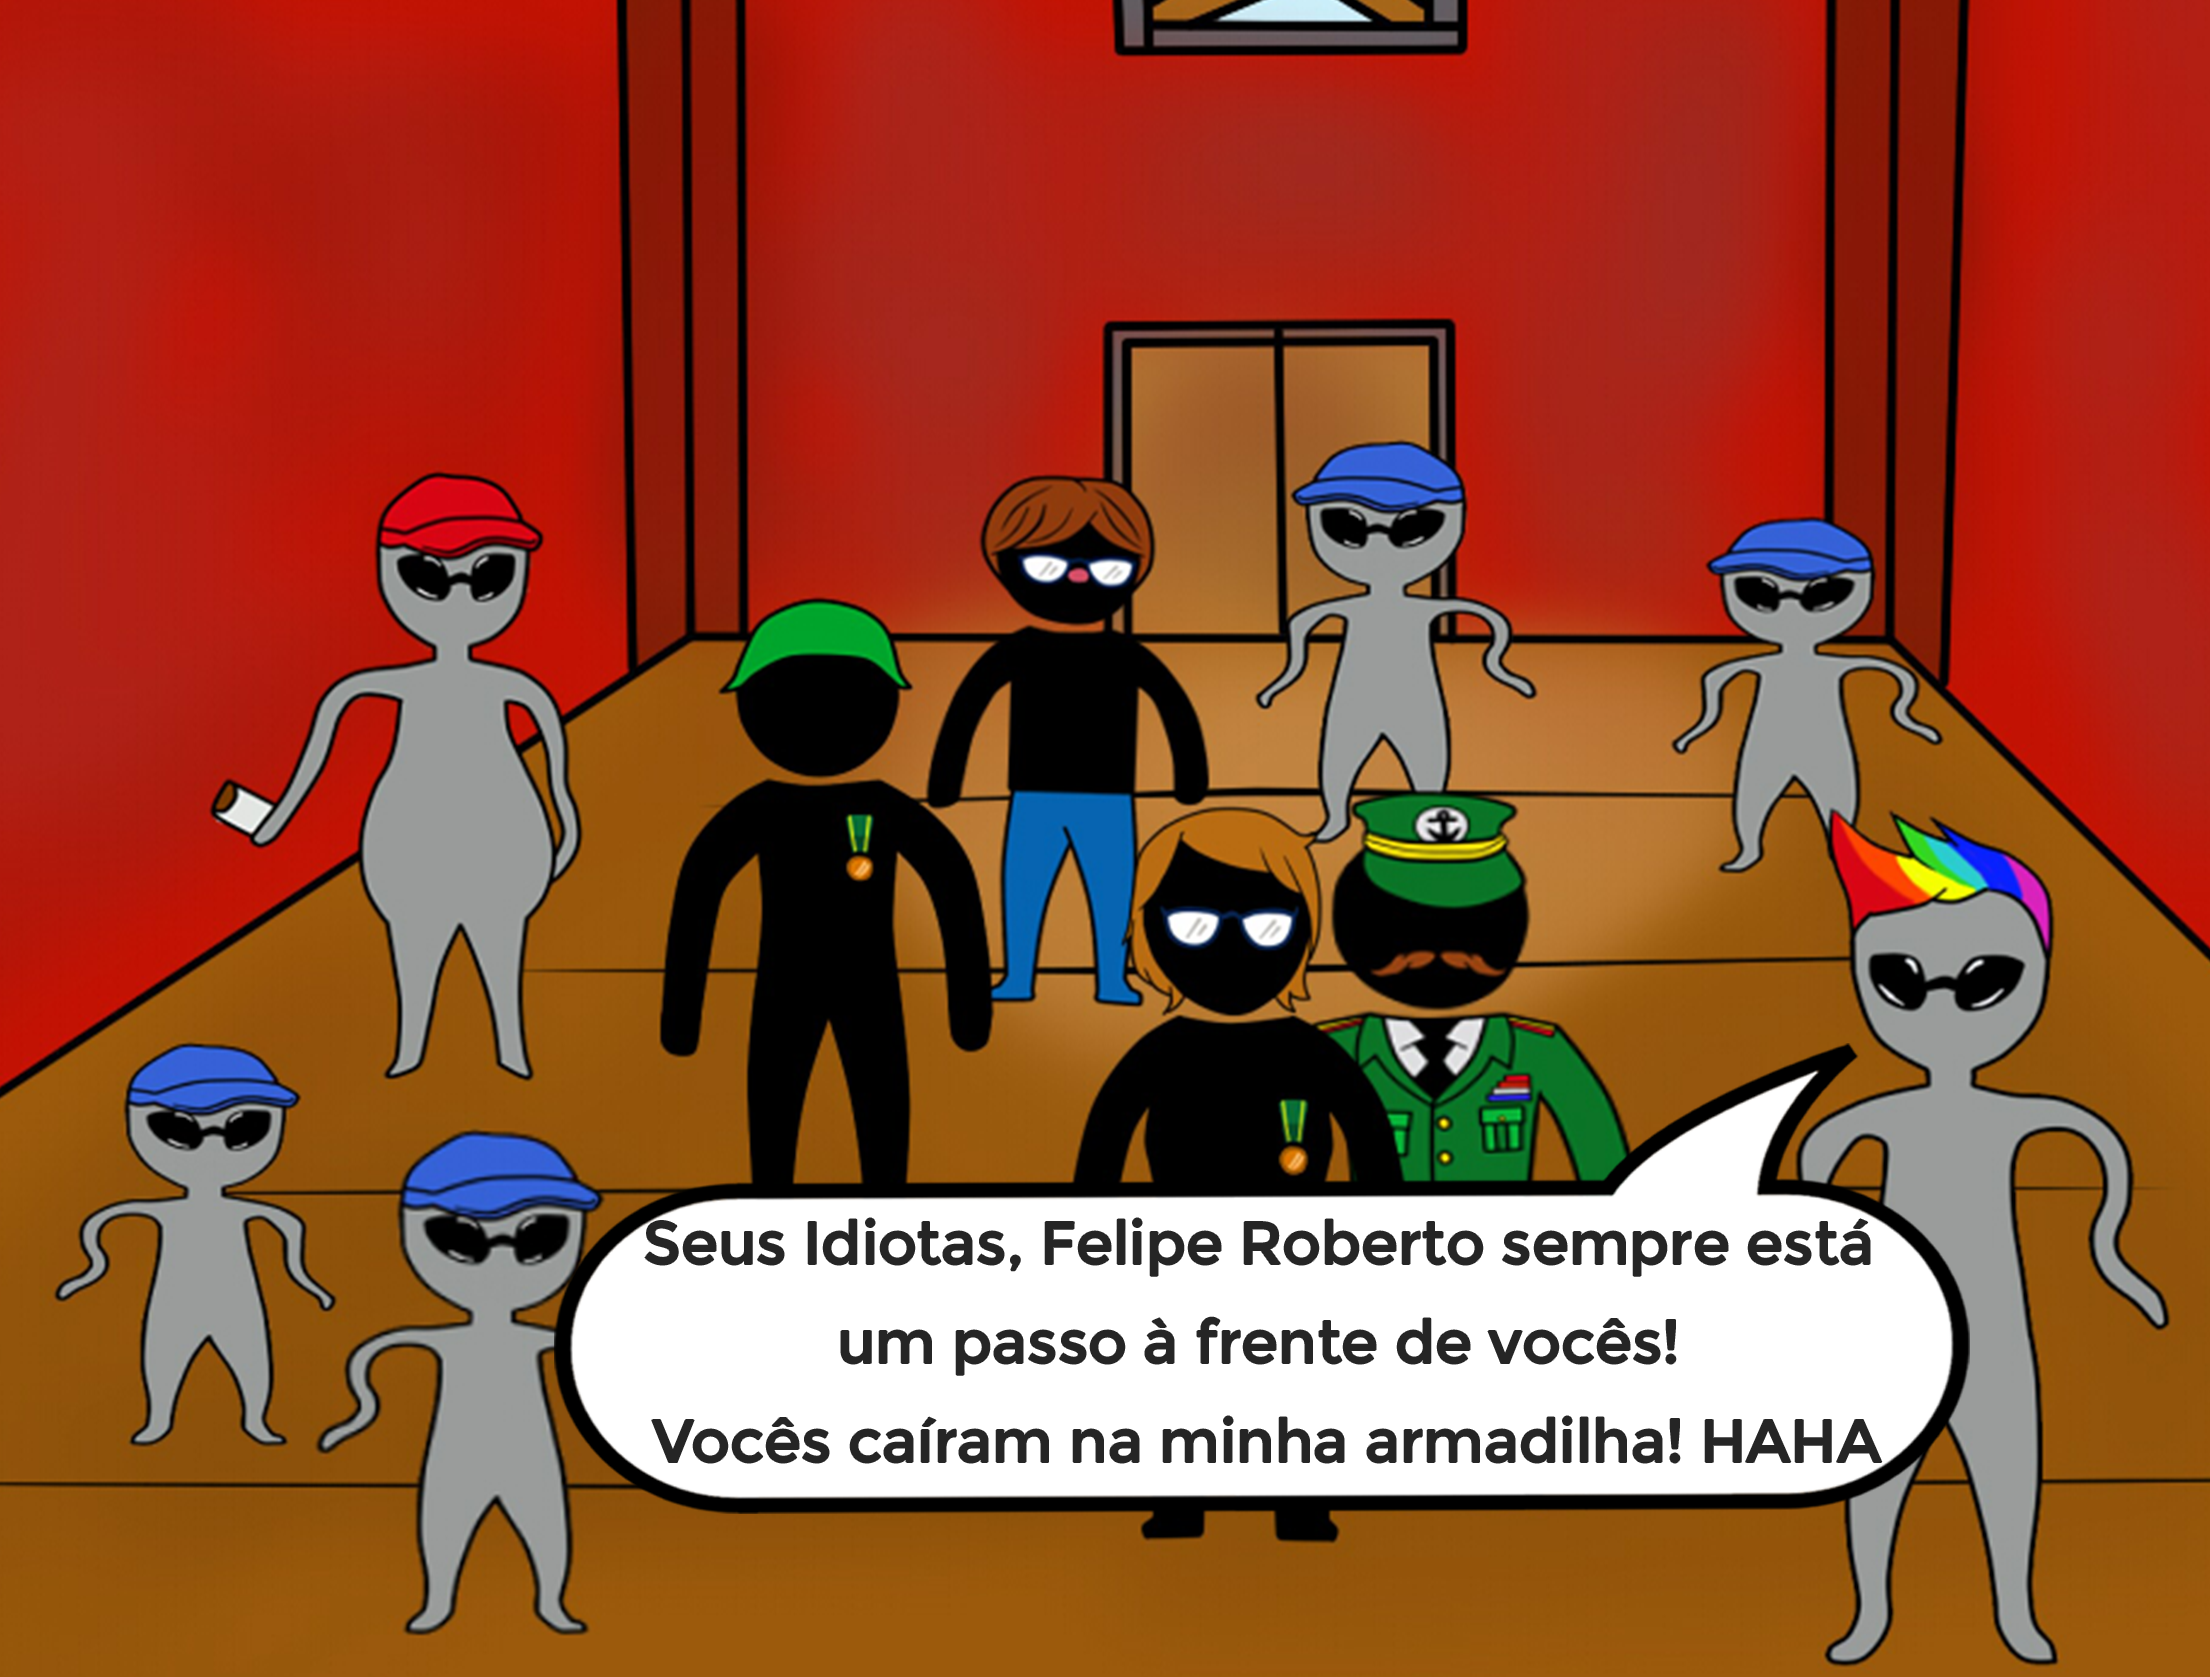 Seus Idiotas, Felipe Roberto sempre está
um passo à frente de vocês!
Vocês caíram na minha armadilha! HAHA